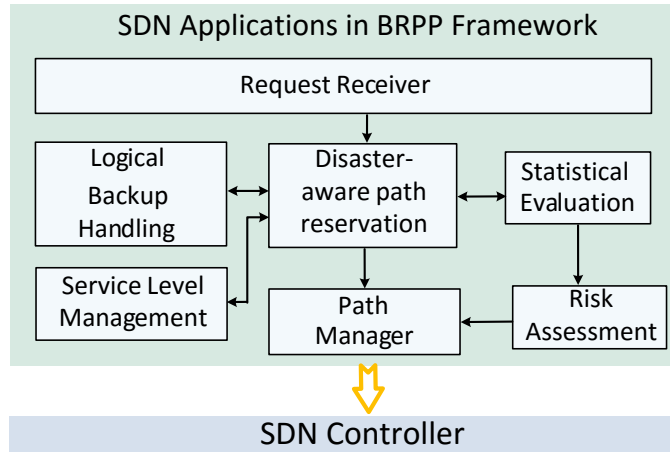 SDN Applications in BRPP Framework
Request Receiver
Logical
Backup
Handling
Disaster-
aware path
reservation
Statistical
Evaluation
Service Level
Management
Path
Manager
Risk
Assessment
SDN Controller